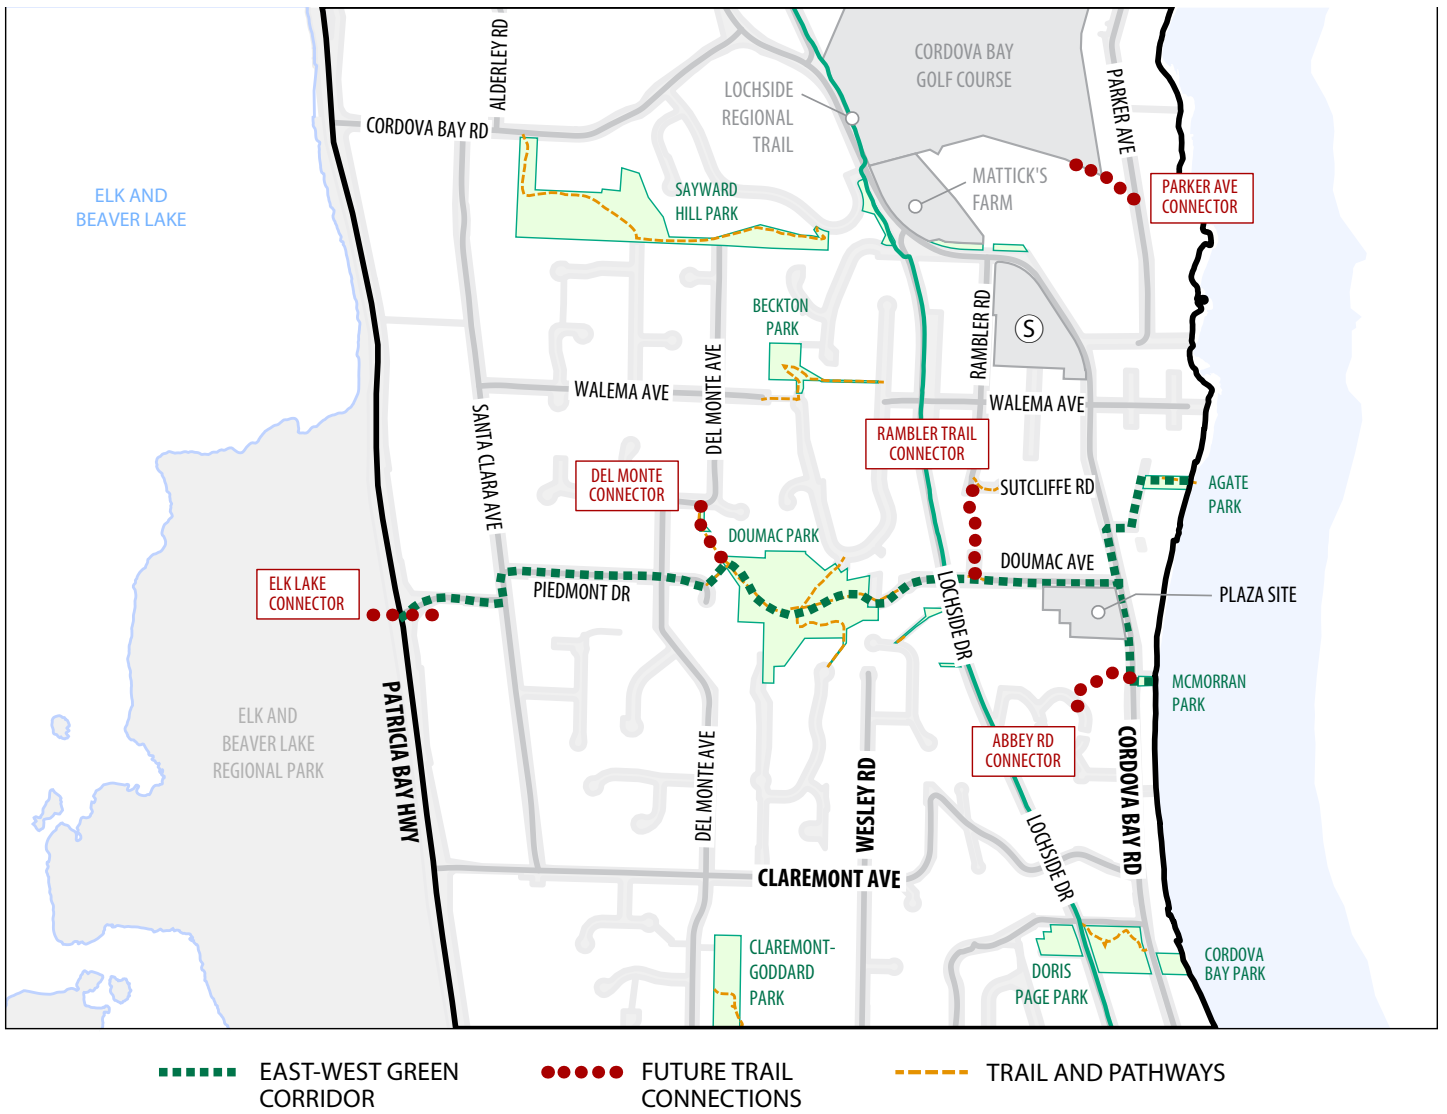 ALDERLEY RD
CORDOVA BAY RD
CORDOVA BAY
GOLF COURSE
PARKER AVE
LOCHSIDE
REGIONAL
TRAIL
MATTICK'S
FARM
PARKER AVE
CONNECTOR
ELK AND
BEAVER LAKE
SAYWARD
HILL PARK
BECKTON
PARK
RAMBLER RD
S
DEL MONTE AVE
WALEMA AVE
WALEMA AVE
SANTA CLARA AVE
RAMBLER TRAIL
CONNECTOR
DEL MONTE
CONNECTOR
SUTCLIFFE RD
AGATE
PARK
DOUMAC PARK
DOUMAC AVE
ELK LAKE
CONNECTOR
PIEDMONT DR
LOCHSIDE DR
PLAZA SITE
MCMORRAN
PARK
PATRICIA BAY HWY
ELK AND
BEAVER LAKE
REGIONAL PARK
ABBEY RD
CONNECTOR
DEL MONTE AVE
WESLEY RD
CORDOVA BAY RD
LOCHSIDE DR
CLAREMONT AVE
CLAREMONT-
GODDARD
PARK
DORIS
PAGE PARK
CORDOVA
BAY PARK
EAST-WEST GREEN
CORRIDOR
FUTURE TRAIL
CONNECTIONS
TRAIL AND PATHWAYS